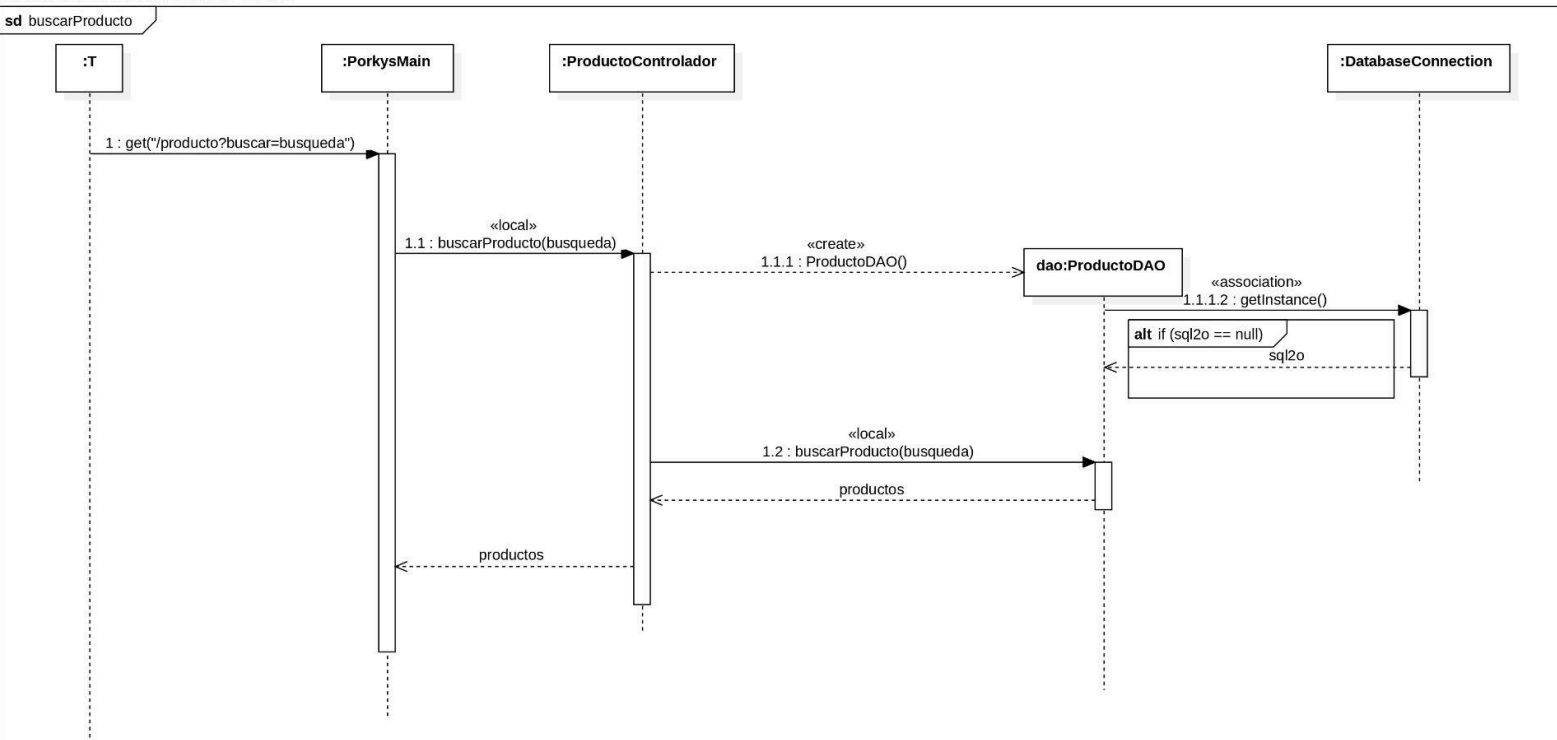 sd buscarProducto
:T
:PorkysMain
:ProductoControlador
:DatabaseConnection
1 : get("/producto?buscar=busqueda")
«local»
1.1 : buscarProducto(busqueda)
«create»
1.1.1 : ProductoDAO()
dao:ProductoDAO
«association»
1.1.1.2 : getInstance()
alt if (sql2o == null)
sql2o
«local»
1.2 : buscarProducto(busqueda)
productos
productos